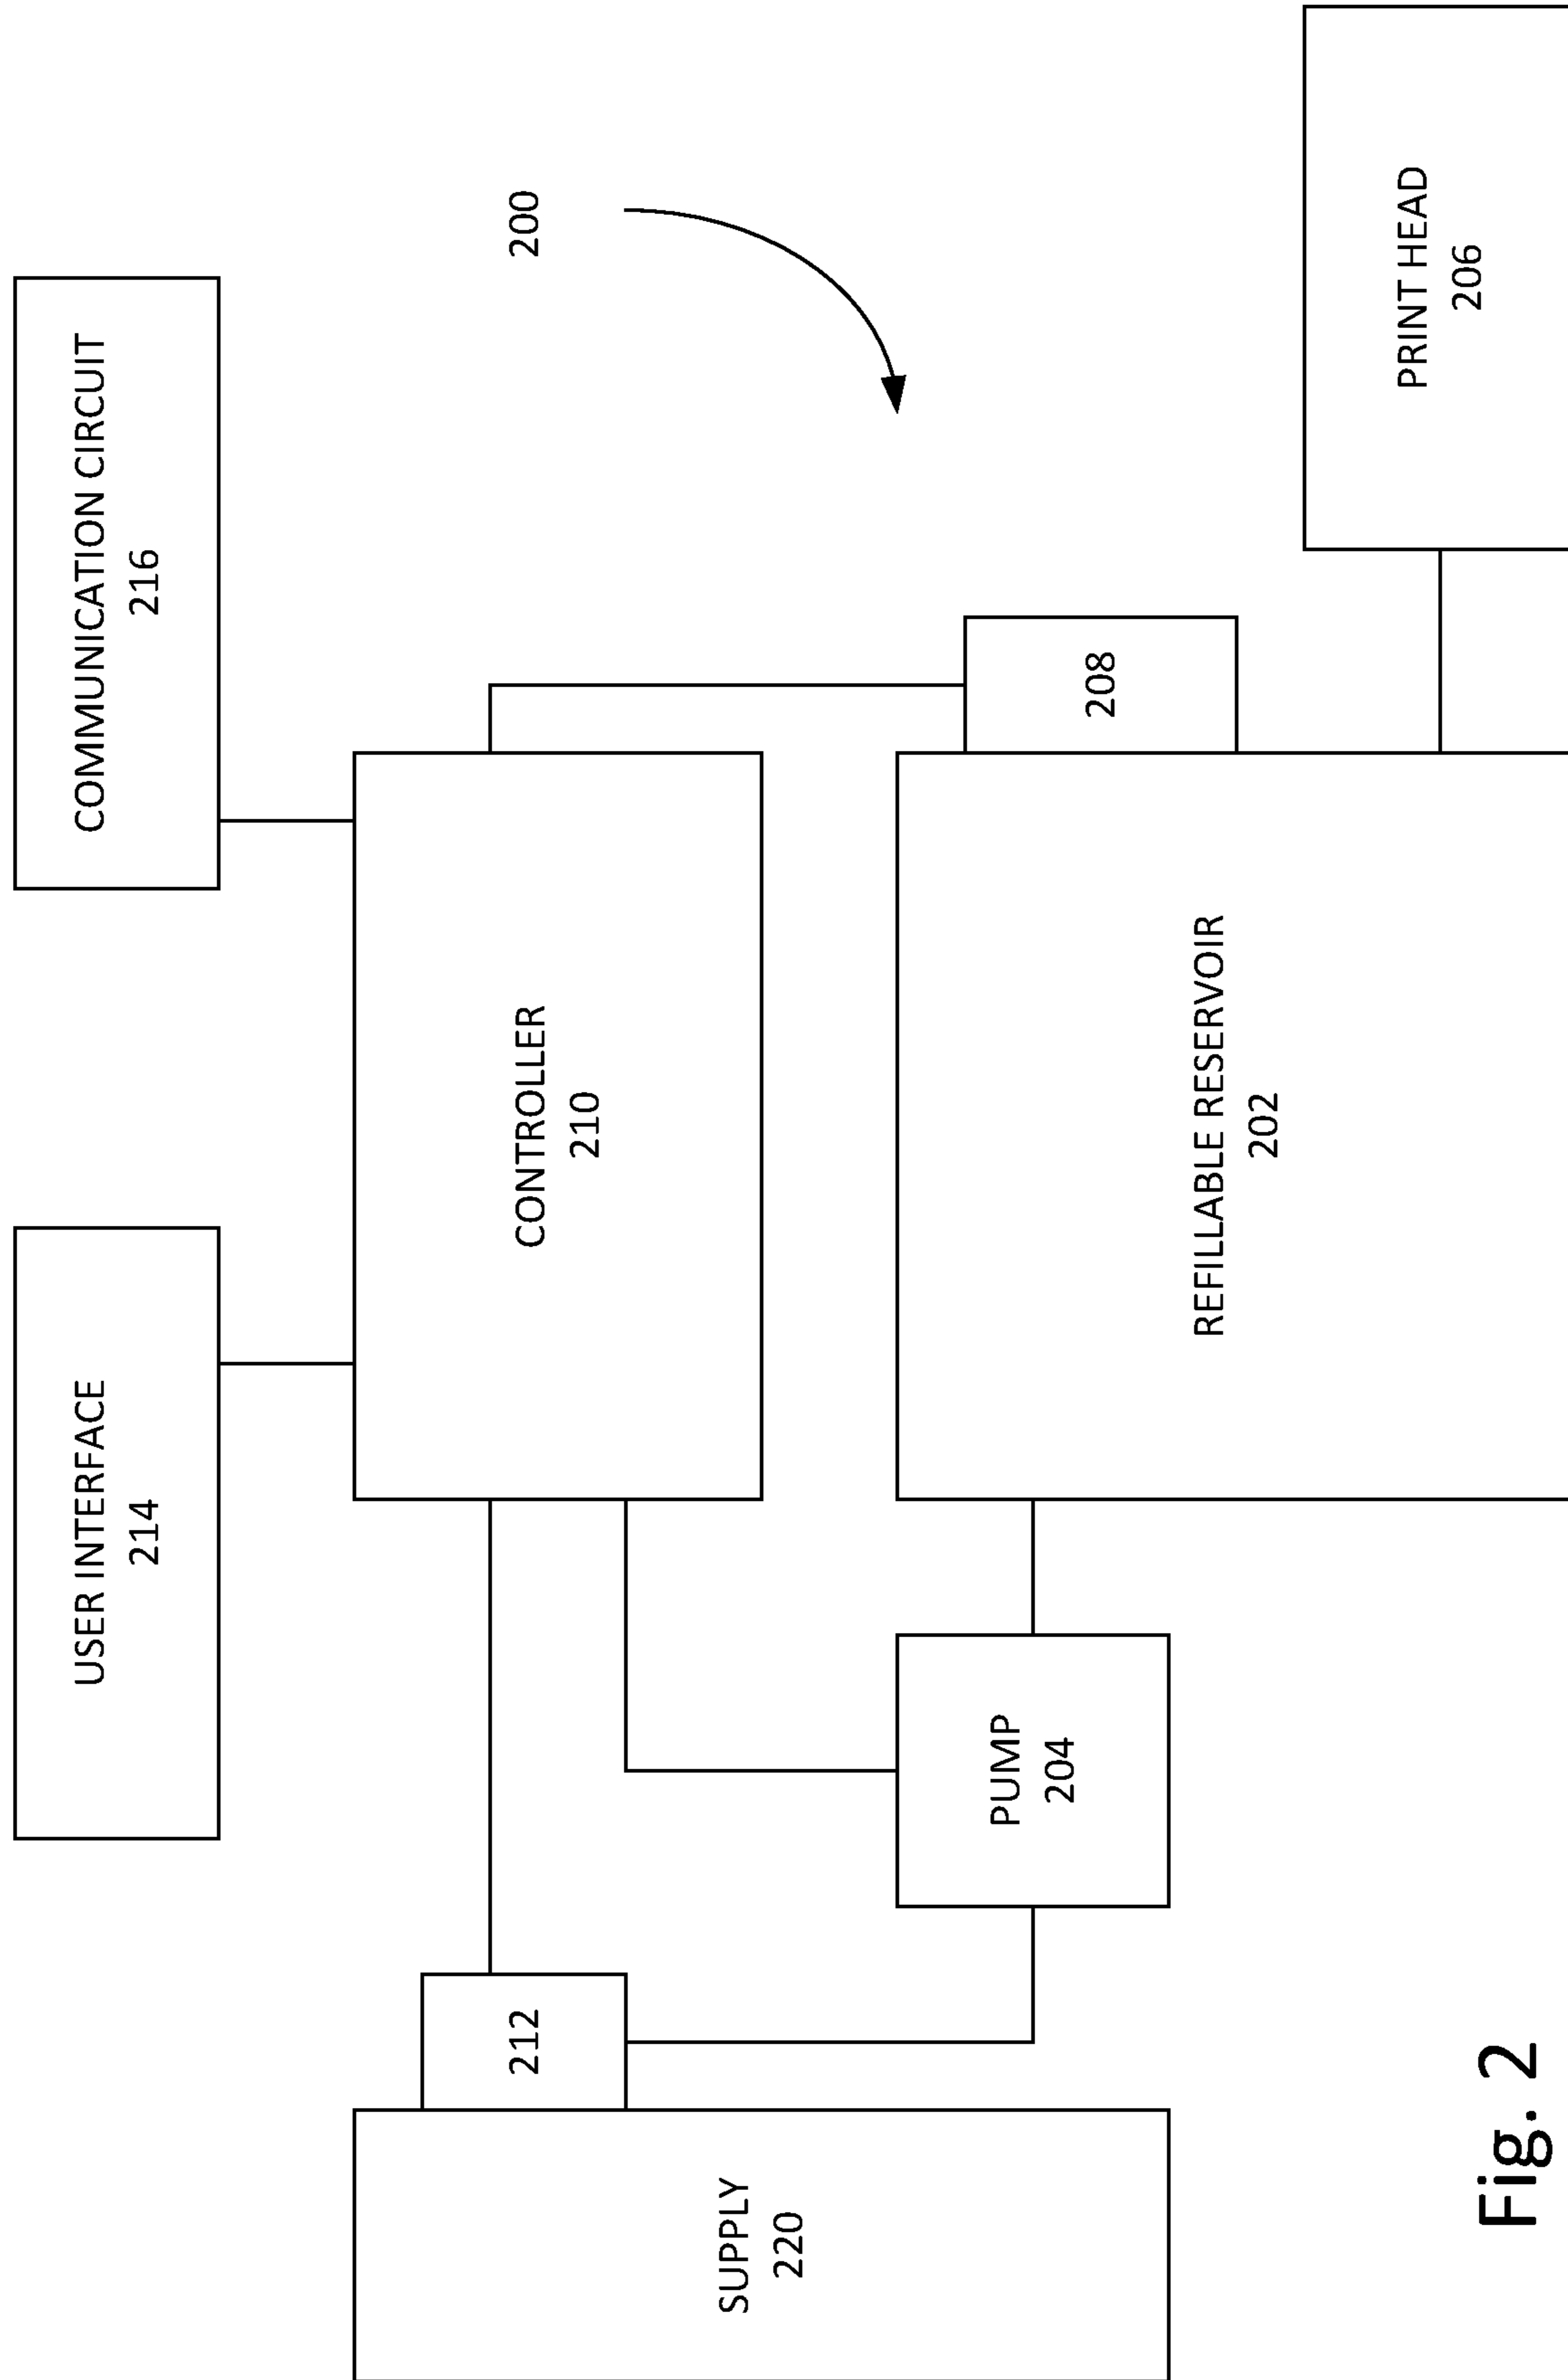 USER INTERFACE
214
COMMUNICATION CIRCUIT
216
200
212
CONTROLLER
210
SUPPLY
220
PUMP
204
208
REFILLABLE RESERVOIR
202
PRINT HEAD
206
Fig. 2